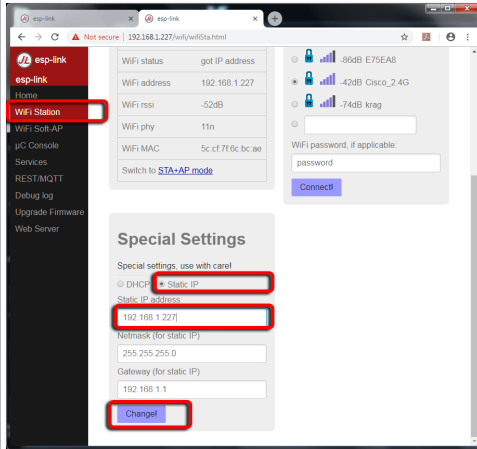 esp-link
esp-link
Not secure | 192.168.1.227/wifi/wifiSta.html
esp-link
esp-link
Home
WiFi Station
WiFi Soft-AP
µC Console
Services
REST/MQTT
Debug log
Upgrade Firmware
Web Server
WiFi status got IP address
WiFi address 192.168.1.227
WiFi rssi -52dB
WiFi phy 11n
WiFi MAC 5c:cf:7f:6c:bc:ae
Switch to STA+AP mode
-86dB E75EA8
-42dB Cisco_2.4G
-74dB krag
WiFi password, if applicable:
password
Connect!
Special Settings
Special settings, use with care!
DHCP Static IP
Static IP address
192.168.1.227
Netmask (for static IP)
255.255.255.0
Gateway (for static IP)
192.168.1.1
Change!